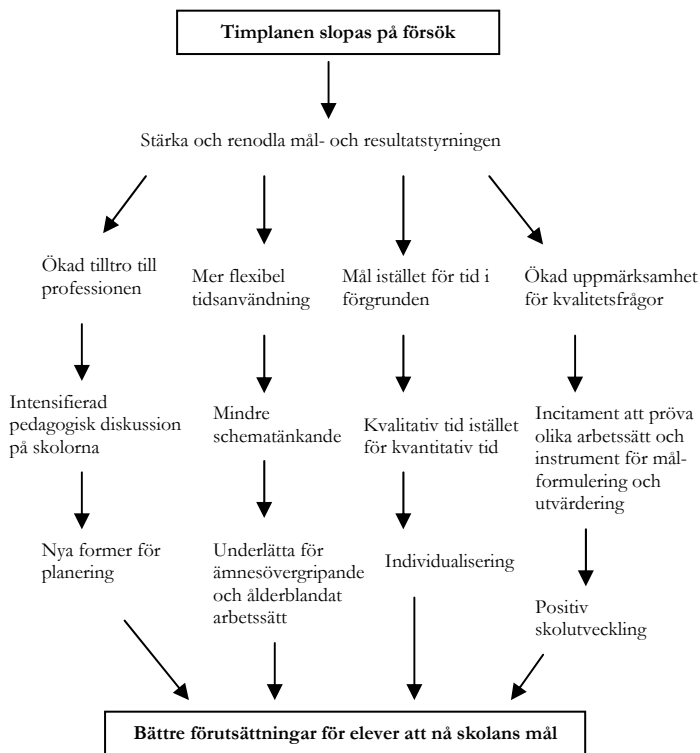 Timplanen slopas på försök
Stärka och renodla mål- och resultatstyrningen
Ökad tilltro till
professionen
Mer flexibel
tidsanvändning
Mål istället för tid i
förgrunden
Ökad uppmärksamhet
för kvalitetsfrågor
Intensifierad
pedagogisk diskussion
på skolorna
Mindre
schematänkande
Kvalitativ tid istället
för kvantitativ tid
Incitament att pröva
olika arbetssätt och
instrument för mål-
formulering och
utvärdering
Nya former för
planering
Underlätta för
ämnesövergripande
och ålderblandat
arbetssätt
Individualisering
Positiv
skolutveckling
Bättre förutsättningar för elever att nå skolans mål